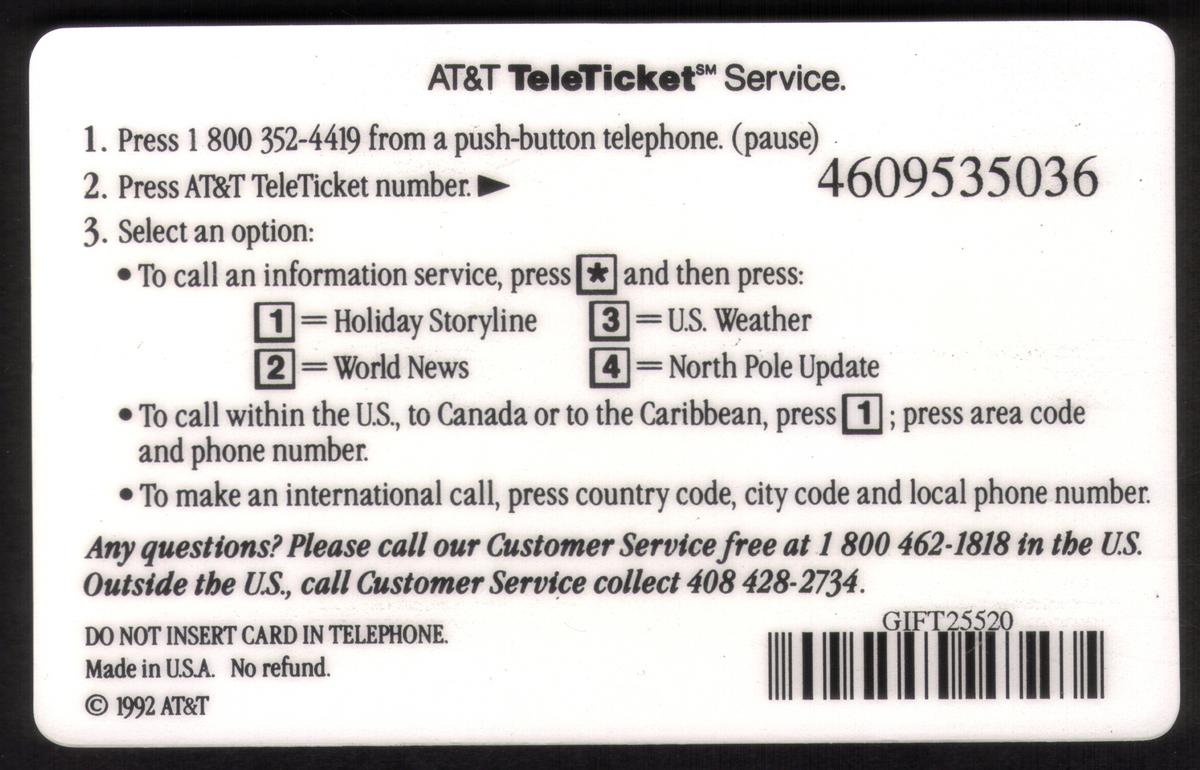 AT&T TeleTicket℠ Service.
1. Press 1 800 352-4419 from a push-button telephone. (pause)
2. Press AT&T TeleTicket number. ▶ 4609535036
3. Select an option:
• To call an information service, press * and then press:
1 = Holiday Storyline 3 = U.S. Weather
2 = World News 4 = North Pole Update
• To call within the U.S., to Canada or to the Caribbean, press 1 ; press area code
and phone number.
• To make an international call, press country code, city code and local phone number.
Any questions? Please call our Customer Service free at 1 800 462-1818 in the U.S.
Outside the U.S., call Customer Service collect 408 428-2734.
GIFT25520
DO NOT INSERT CARD IN TELEPHONE.
Made in U.S.A. No refund.
© 1992 AT&T